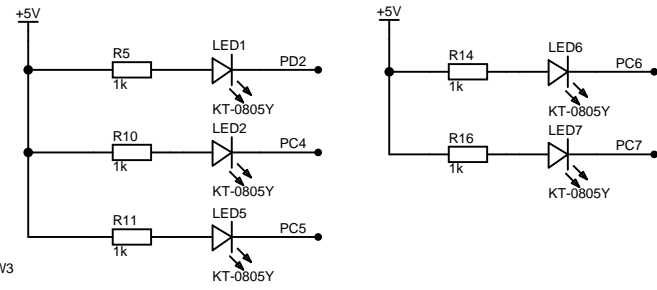 +5V
R5
1k
LED1
PD2
KT-0805Y
R10
1k
LED2
PC4
KT-0805Y
R11
1k
LED5
PC5
KT-0805Y
W3
+5V
R14
1k
LED6
PC6
KT-0805Y
R16
1k
LED7
PC7
KT-0805Y